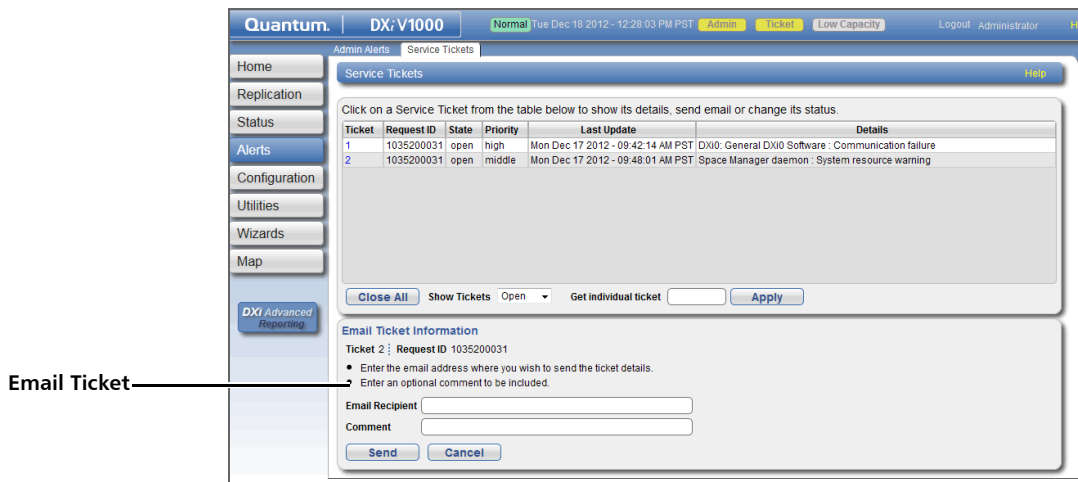 Quantum. DXi V1000 Normal Tue Dec 18 2012 - 12:28:03 PM PST Admin Ticket Low Capacity Logout Administrator H
Admin Alerts Service Tickets
Home
Replication
Status
Alerts
Configuration
Utilities
Wizards
Map
DXi Advanced
Reporting
Service Tickets Help
Click on a Service Ticket from the table below to show its details, send email or change its status.
Ticket Request ID State Priority Last Update Details
1 1035200031 open high Mon Dec 17 2012 - 09:42:14 AM PST DXi0: General DXi0 Software : Communication failure
2 1035200031 open middle Mon Dec 17 2012 - 09:48:01 AM PST Space Manager daemon : System resource warning
Close All Show Tickets Open Get individual ticket Apply
Email Ticket Information
Ticket 2 Request ID 1035200031
• Enter the email address where you wish to send the ticket details.
• Enter an optional comment to be included.
Email Recipient
Comment
Send Cancel
Email Ticket